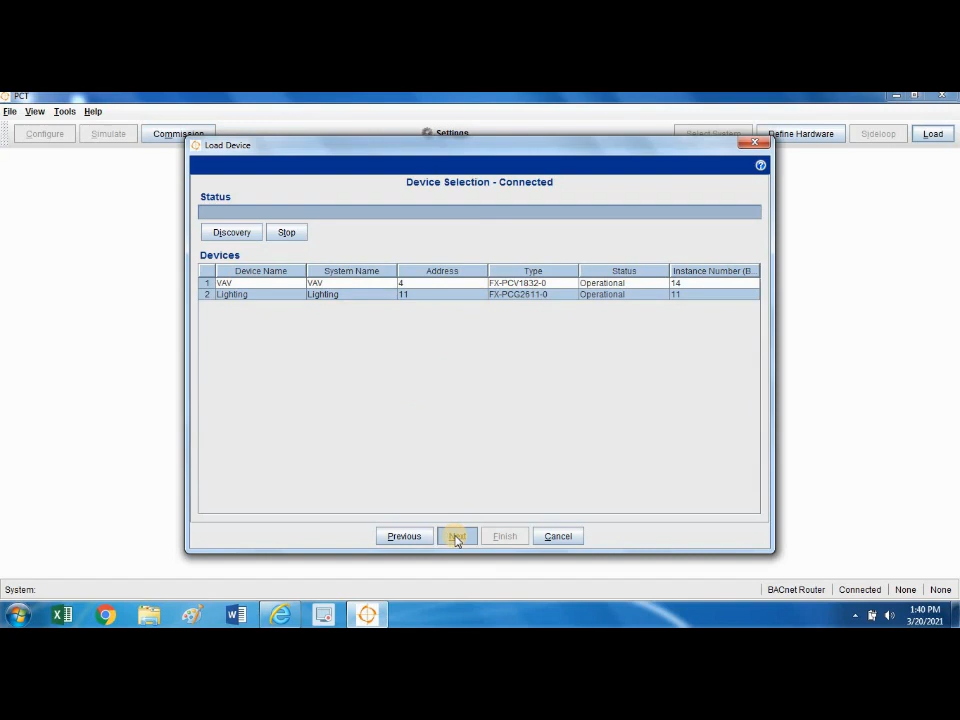 PCT
File View Tools Help
Configure Simulate Commission Settings Select System Define Hardware Sideloop Load
Load Device
Device Selection - Connected
Status
Discovery Stop
Devices
Device Name System Name Address Type Status Instance Number (B...
1 VAV VAV 4 FX-PCV1832-0 Operational 14
2 Lighting Lighting 11 FX-PCG2611-0 Operational 11
Previous Next Finish Cancel
System: BACnet Router Connected None None
1:40 PM
3/20/2021